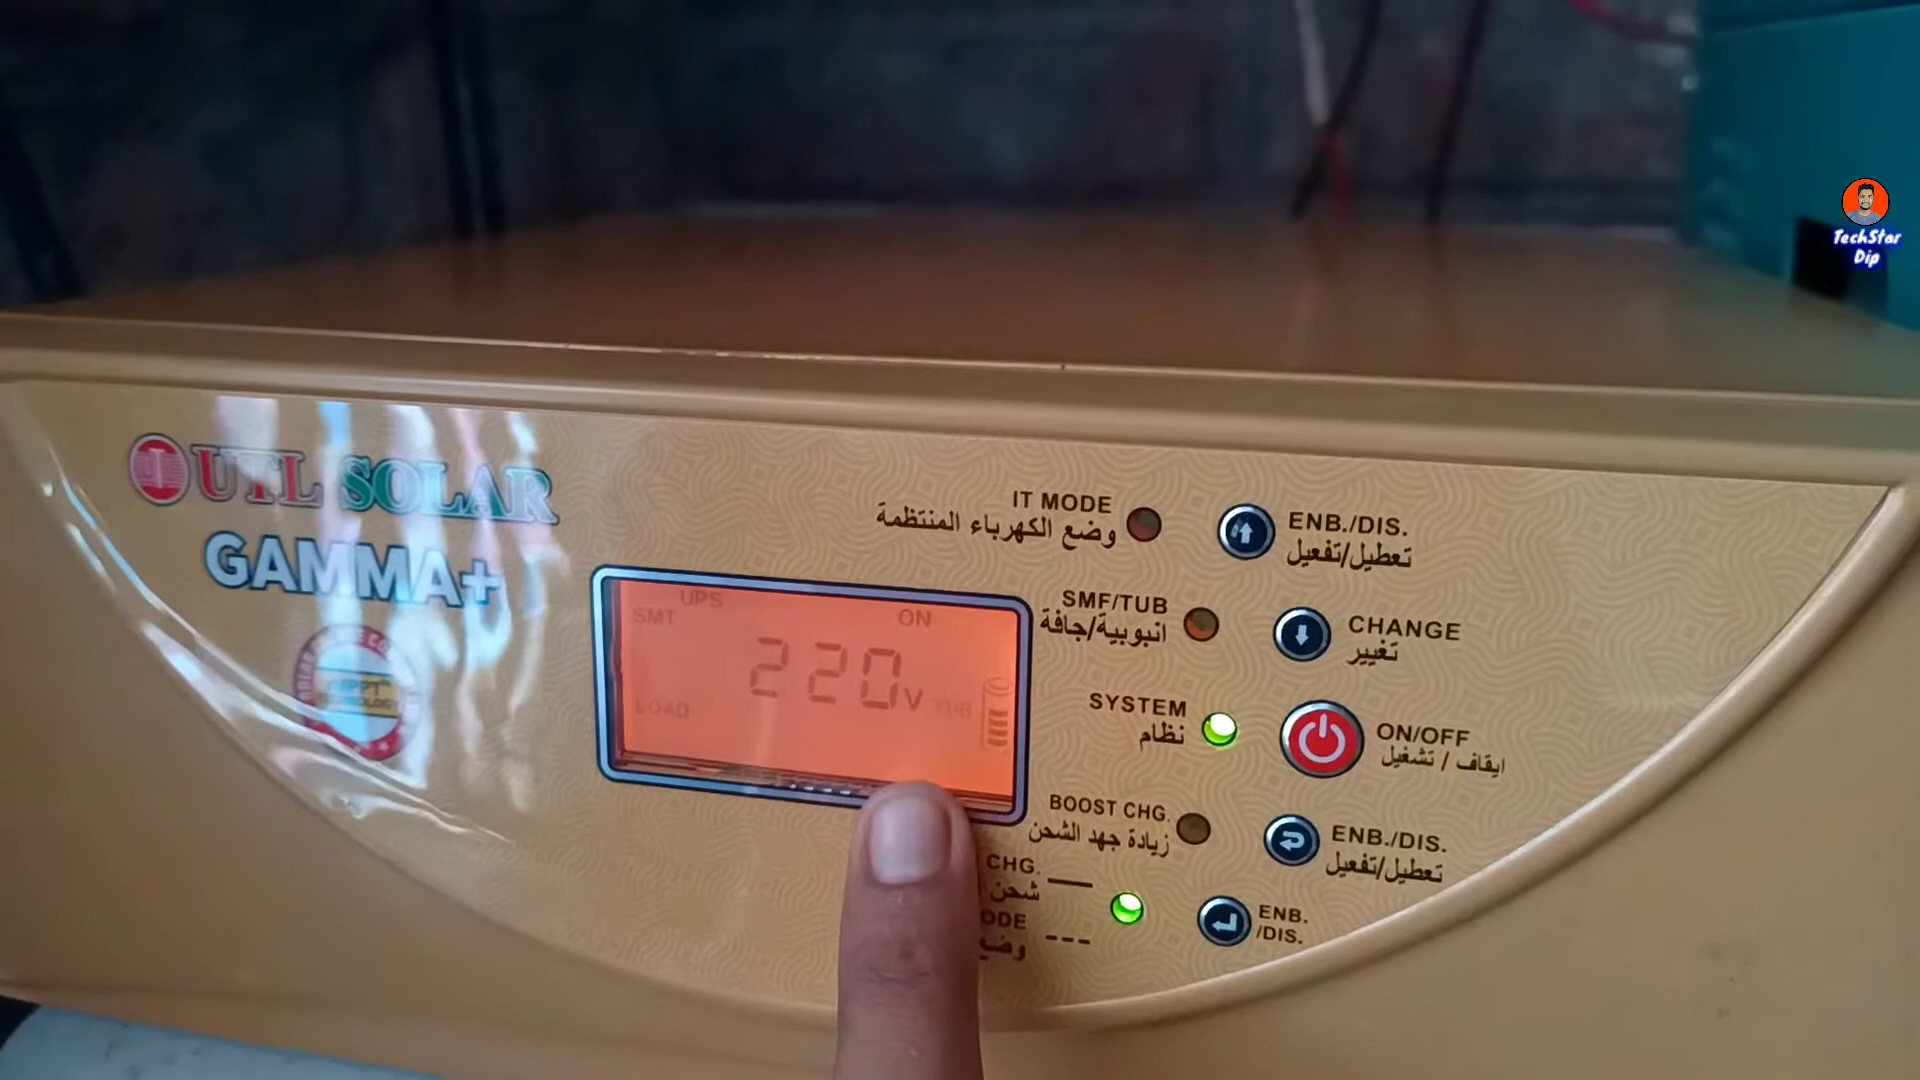 TechStar
Dip
UTL SOLAR
GAMMA+
IT MODE
وضع الكهرباء المنتظمة
ENB./DIS.
تعطيل/تفعيل
SMF/TUB
انبوبية/جافة
CHANGE
تغيير
UPS
SMT
ON
220V
LOAD
TUB
SYSTEM
نظام
ON/OFF
ايقاف / تشغيل
BOOST CHG.
زيادة جهد الشحن
ENB./DIS.
تعطيل/تفعيل
CHG.
شحن
وضع
ENB.
/DIS.